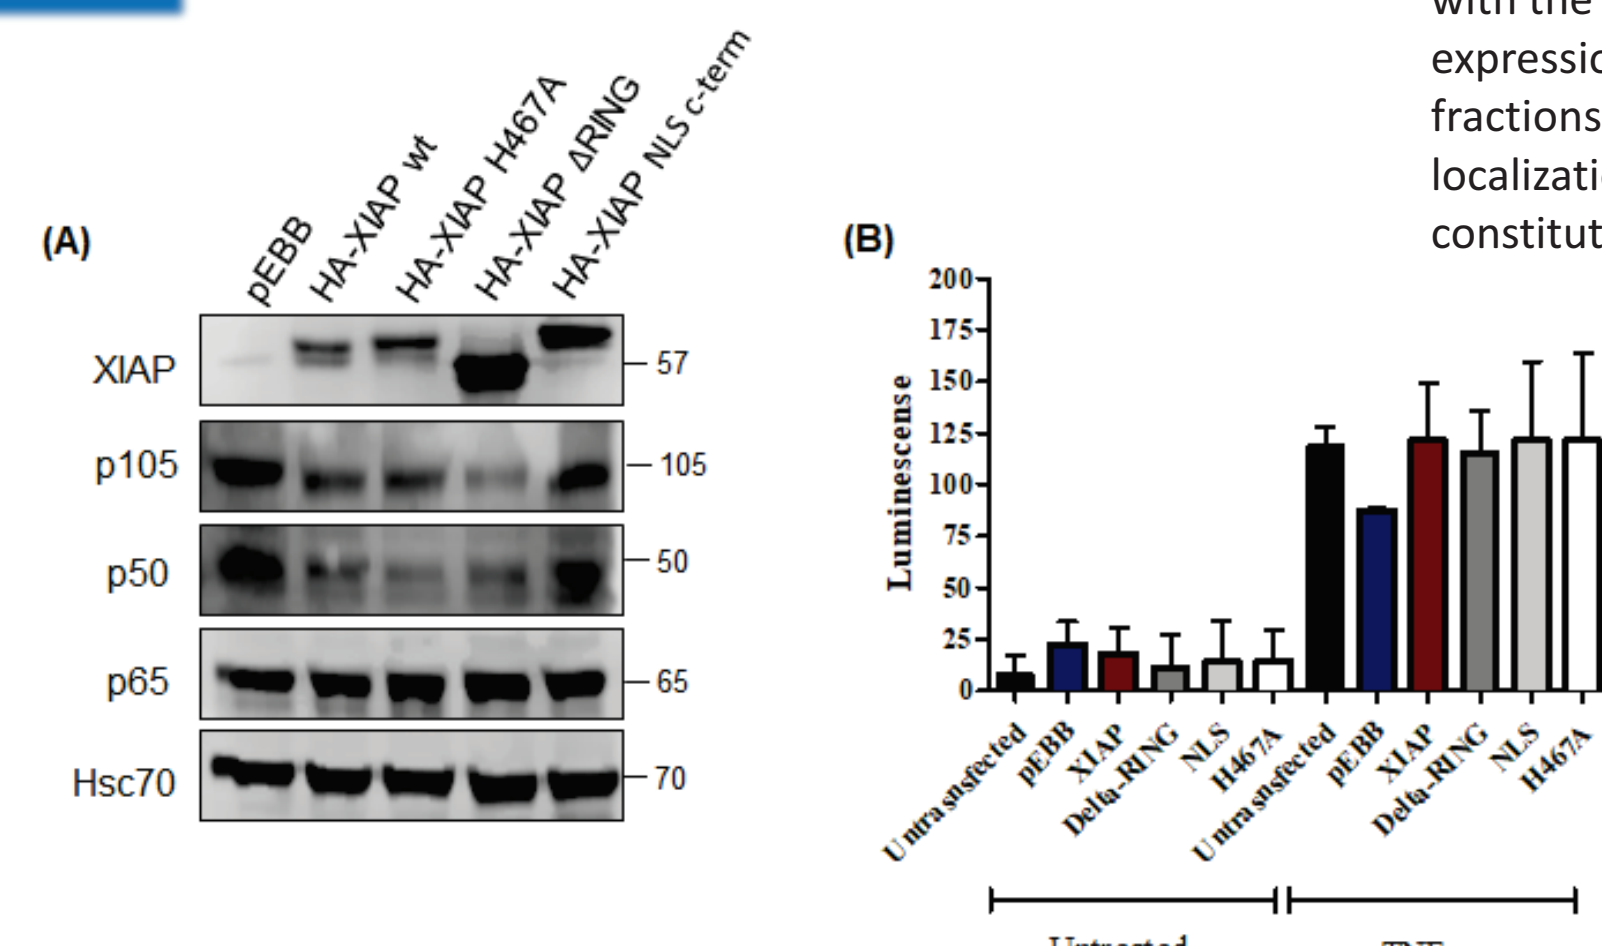 with the
expressio
fractions
localizati
constitut
(A)
pEBB
HA-XIAP wt
HA-XIAP H467A
HA-XIAP ΔRING
HA-XIAP NLS c-term
XIAP
57
p105
105
p50
50
p65
65
Hsc70
70
(B)
Luminescense
200
175
150
125
100
75
50
25
0
Untrasnsfected
pEBB
XIAP
Delta-RING
NLS
H467A
Untrasnsfected
pEBB
XIAP
Delta-RING
NLS
H467A